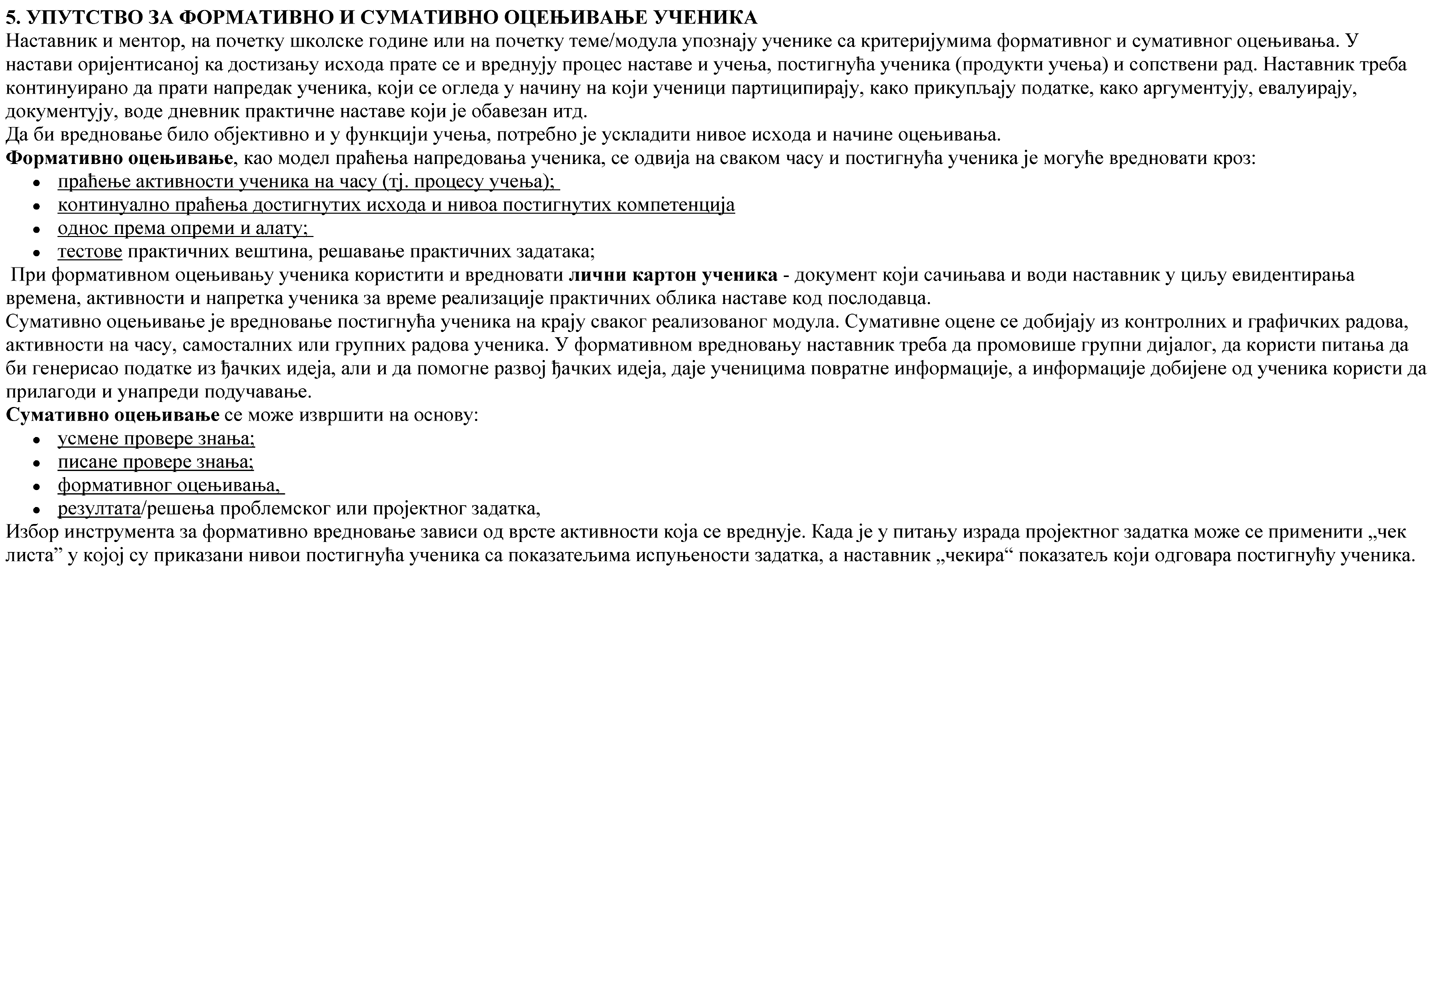 5. УПУТСТВО ЗА ФОРМАТИВНО И СУМАТИВНО ОЦЕЊИВАЊЕ УЧЕНИКА
Наставник и ментор, на почетку школске године или на почетку теме/модула упознају ученике са критеријумима формативног и сумативног оцењивања. У
настави оријентисаној ка достизању исхода прате се и вреднују процес наставе и учења, постигнућа ученика (продукти учења) и сопствени рад. Наставник треба
континуирано да прати напредак ученика, који се огледа у начину на који ученици партиципирају, како прикупљају податке, како аргументују, евалуирају,
документују, воде дневник практичне наставе који је обавезан итд.
Да би вредновање било објективно и у функцији учења, потребно је ускладити нивое исхода и начине оцењивања.
Формативно оцењивање, као модел праћења напредовања ученика, се одвија на сваком часу и постигнућа ученика је могуће вредновати кроз:
• праћење активности ученика на часу (тј. процесу учења);
• континуално праћења достигнутих исхода и нивоа постигнутих компетенција
• однос према опреми и алату;
• тестове практичних вештина, решавање практичних задатака;
При формативном оцењивању ученика користити и вредновати лични картон ученика - документ који сачињава и води наставник у циљу евидентирања
времена, активности и напретка ученика за време реализације практичних облика наставе код послодавца.
Сумативно оцењивање је вредновање постигнућа ученика на крају сваког реализованог модула. Сумативне оцене се добијају из контролних и графичких радова,
активности на часу, самосталних или групних радова ученика. У формативном вредновању наставник треба да промовише групни дијалог, да користи питања да
би генерисао податке из ђачких идеја, али и да помогне развој ђачких идеја, даје ученицима повратне информације, а информације добијене од ученика користи да
прилагоди и унапреди подучавање.
Сумативно оцењивање се може извршити на основу:
• усмене провере знања;
• писане провере знања;
• формативног оцењивања,
• резултата/решења проблемског или пројектног задатка,
Избор инструмента за формативно вредновање зависи од врсте активности која се вреднује. Када је у питању израда пројектног задатка може се применити „чек
листа” у којој су приказани нивои постигнућа ученика са показатељима испуњености задатка, а наставник „чекира“ показатељ који одговара постигнућу ученика.